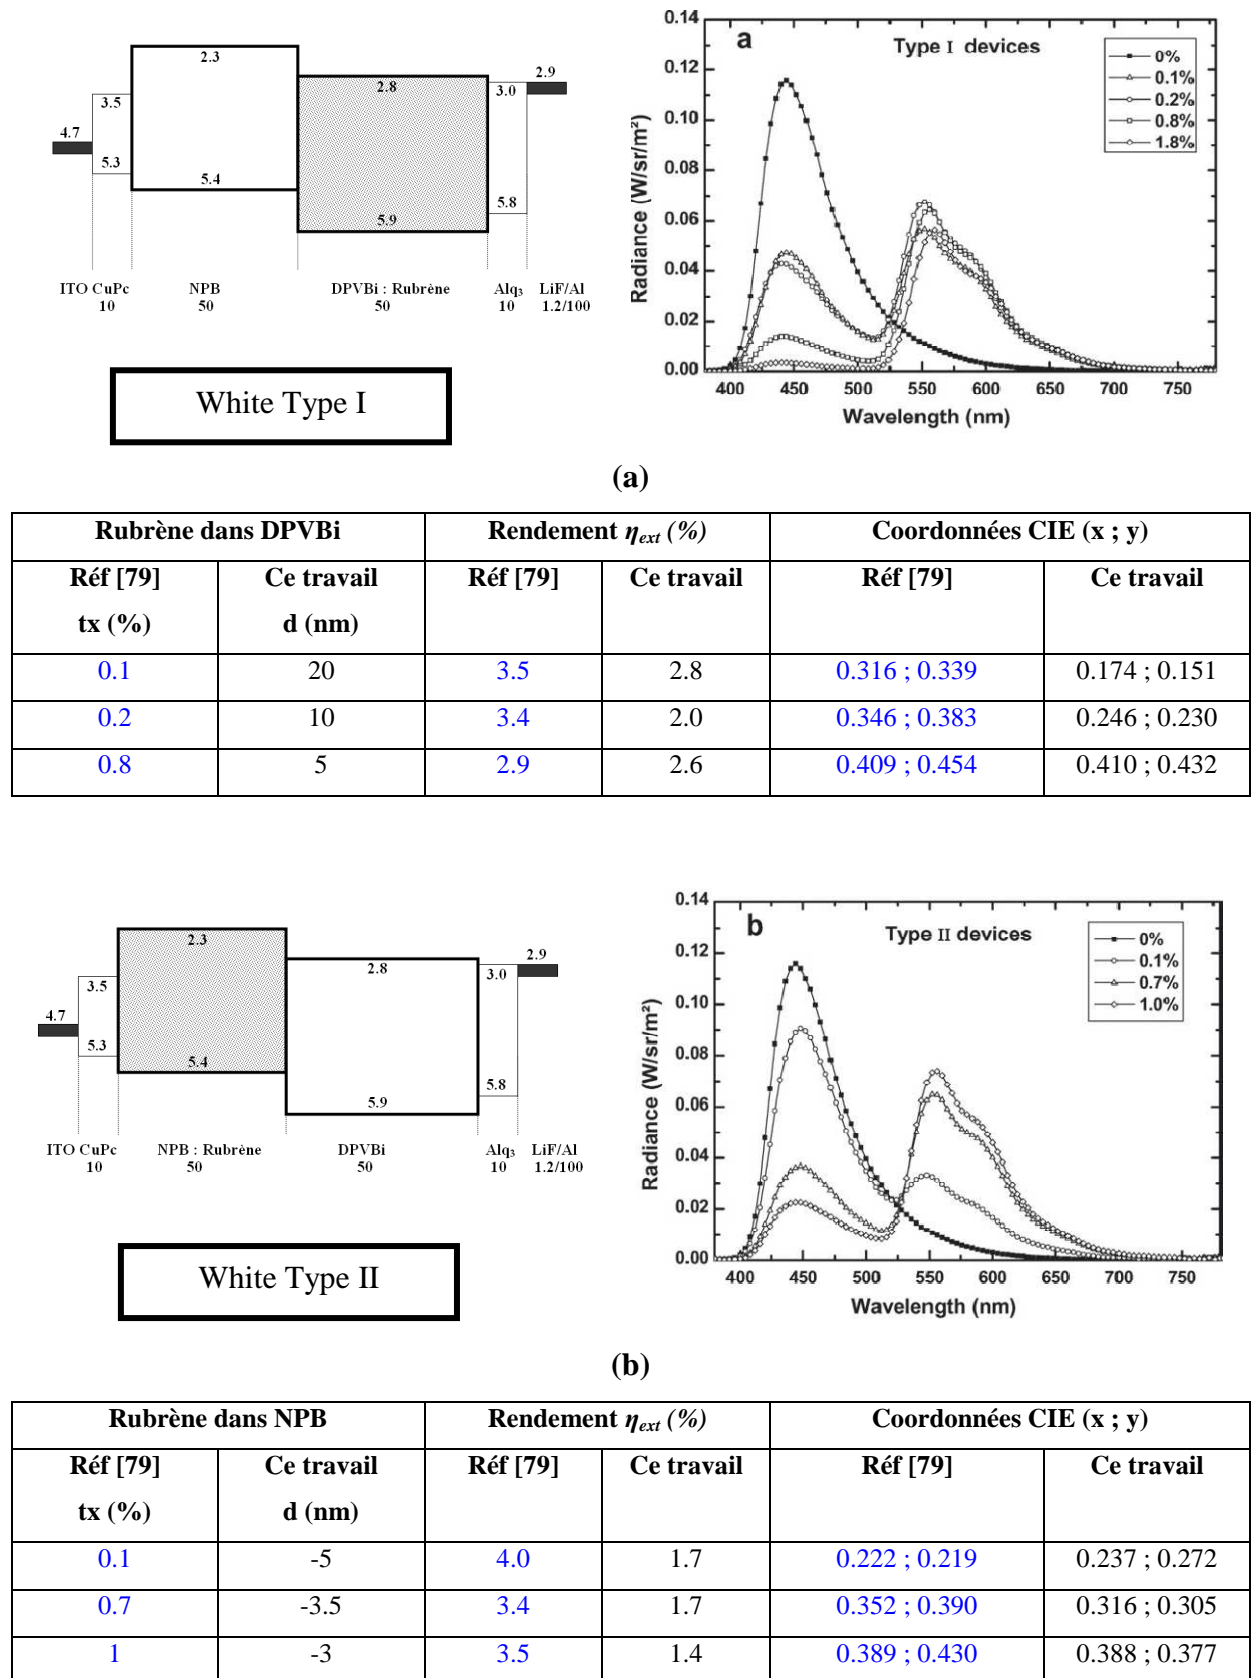 2.3
3.5
4.7
5.3
5.4
2.8
5.9
3.0
2.9
5.8
ITO CuPc NPB DPVBi : Rubrène Alq₃ LiF/Al
10 50 50 10 1.2/100
White Type I
a
Type I devices
0%
0.1%
0.2%
0.8%
1.8%
Radiance (W/sr/m²)
0.14
0.12
0.10
0.08
0.06
0.04
0.02
0.00
400 450 500 550 600 650 700 750
Wavelength (nm)
(a)
Rubrène dans DPVBi Rendement ηext (%) Coordonnées CIE (x ; y)
Réf [79] Ce travail Réf [79] Ce travail Réf [79] Ce travail
tx (%) d (nm)
0.1 20 3.5 2.8 0.316 ; 0.339 0.174 ; 0.151
0.2 10 3.4 2.0 0.346 ; 0.383 0.246 ; 0.230
0.8 5 2.9 2.6 0.409 ; 0.454 0.410 ; 0.432
2.3
3.5
4.7
5.3
5.4
2.8
5.9
3.0
2.9
5.8
ITO CuPc NPB : Rubrène DPVBi Alq₃ LiF/Al
10 50 50 10 1.2/100
White Type II
b
Type II devices
0%
0.1%
0.7%
1.0%
Radiance (W/sr/m²)
0.14
0.12
0.10
0.08
0.06
0.04
0.02
0.00
400 450 500 550 600 650 700 750
Wavelength (nm)
(b)
Rubrène dans NPB Rendement ηext (%) Coordonnées CIE (x ; y)
Réf [79] Ce travail Réf [79] Ce travail Réf [79] Ce travail
tx (%) d (nm)
0.1 -5 4.0 1.7 0.222 ; 0.219 0.237 ; 0.272
0.7 -3.5 3.4 1.7 0.352 ; 0.390 0.316 ; 0.305
1 -3 3.5 1.4 0.389 ; 0.430 0.388 ; 0.377